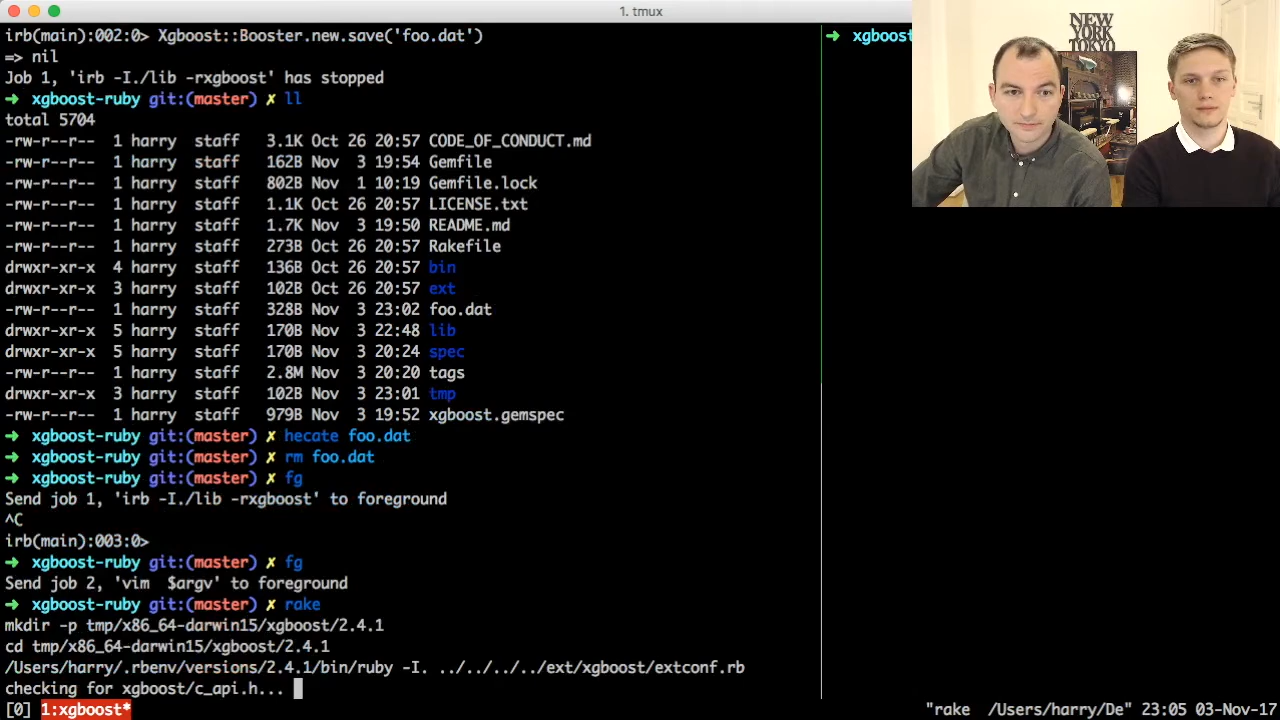 1. tmux
irb(main):002:0> Xgboost::Booster.new.save('foo.dat')
=> nil
Job 1, 'irb -I./lib -rxgboost' has stopped
➜ xgboost-ruby git:(master) ✗ ll
total 5704
-rw-r--r-- 1 harry staff 3.1K Oct 26 20:57 CODE_OF_CONDUCT.md
-rw-r--r-- 1 harry staff 162B Nov 3 19:54 Gemfile
-rw-r--r-- 1 harry staff 802B Nov 1 10:19 Gemfile.lock
-rw-r--r-- 1 harry staff 1.1K Nov 3 19:50 LICENSE.txt
-rw-r--r-- 1 harry staff 1.7K Nov 3 19:50 README.md
-rw-r--r-- 1 harry staff 273B Oct 26 20:57 Rakefile
drwxr-xr-x 4 harry staff 136B Oct 26 20:57 bin
drwxr-xr-x 3 harry staff 102B Oct 26 20:57 ext
-rw-r--r-- 1 harry staff 328B Nov 3 23:02 foo.dat
drwxr-xr-x 5 harry staff 170B Nov 3 22:48 lib
drwxr-xr-x 5 harry staff 170B Nov 3 20:24 spec
-rw-r--r-- 1 harry staff 2.8M Nov 3 20:20 tags
drwxr-xr-x 3 harry staff 102B Nov 3 23:01 tmp
-rw-r--r-- 1 harry staff 979B Nov 3 19:52 xgboost.gemspec
➜ xgboost-ruby git:(master) ✗ hecate foo.dat
➜ xgboost-ruby git:(master) ✗ rm foo.dat
➜ xgboost-ruby git:(master) ✗ fg
Send job 1, 'irb -I./lib -rxgboost' to foreground
^C
irb(main):003:0>
➜ xgboost-ruby git:(master) ✗ fg
Send job 2, 'vim $argv' to foreground
➜ xgboost-ruby git:(master) ✗ rake
mkdir -p tmp/x86_64-darwin15/xgboost/2.4.1
cd tmp/x86_64-darwin15/xgboost/2.4.1
/Users/harry/.rbenv/versions/2.4.1/bin/ruby -I. ../../../../ext/xgboost/extconf.rb
checking for xgboost/c_api.h...
➜ xgboost
NEW
YORK
TOKYO
[0] 1:xgboost*
"rake /Users/harry/De" 23:05 03-Nov-17